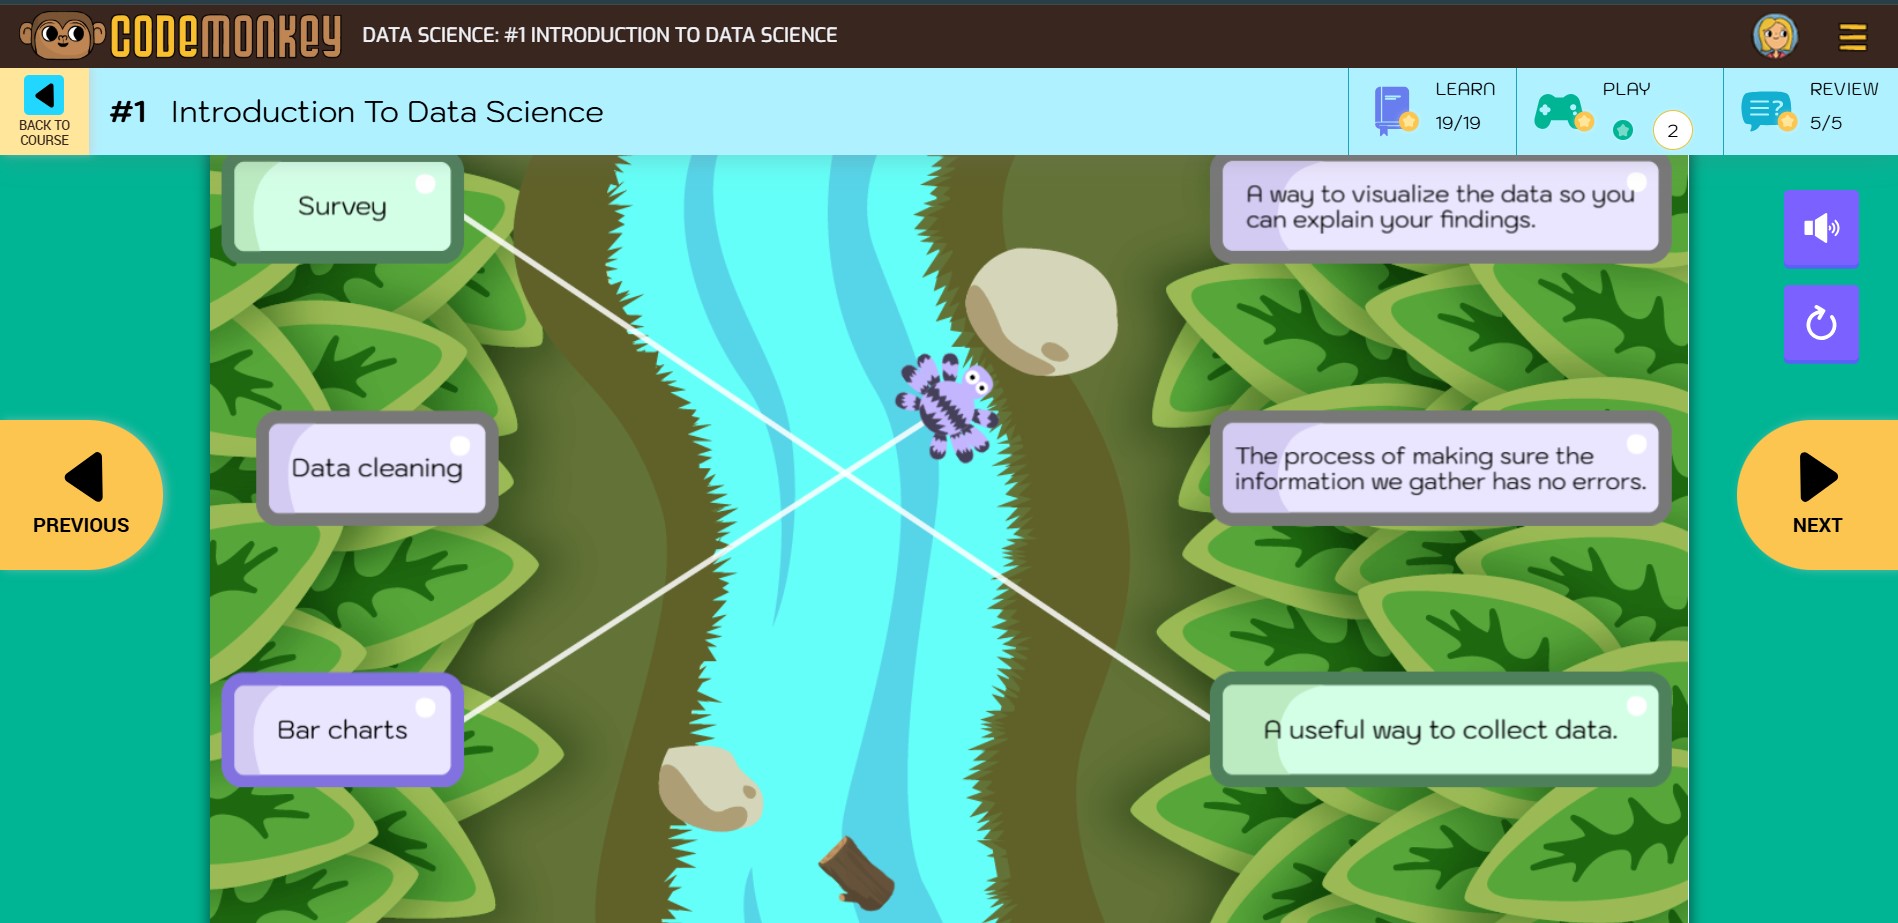 CODEMONKEY DATA SCIENCE: #1 INTRODUCTION TO DATA SCIENCE
BACK TO
COURSE
#1 Introduction To Data Science
LEARN
19/19
PLAY
2
REVIEW
5/5
Survey
A way to visualize the data so you
can explain your findings.
Data cleaning
The process of making sure the
information we gather has no errors.
PREVIOUS
NEXT
Bar charts
A useful way to collect data.